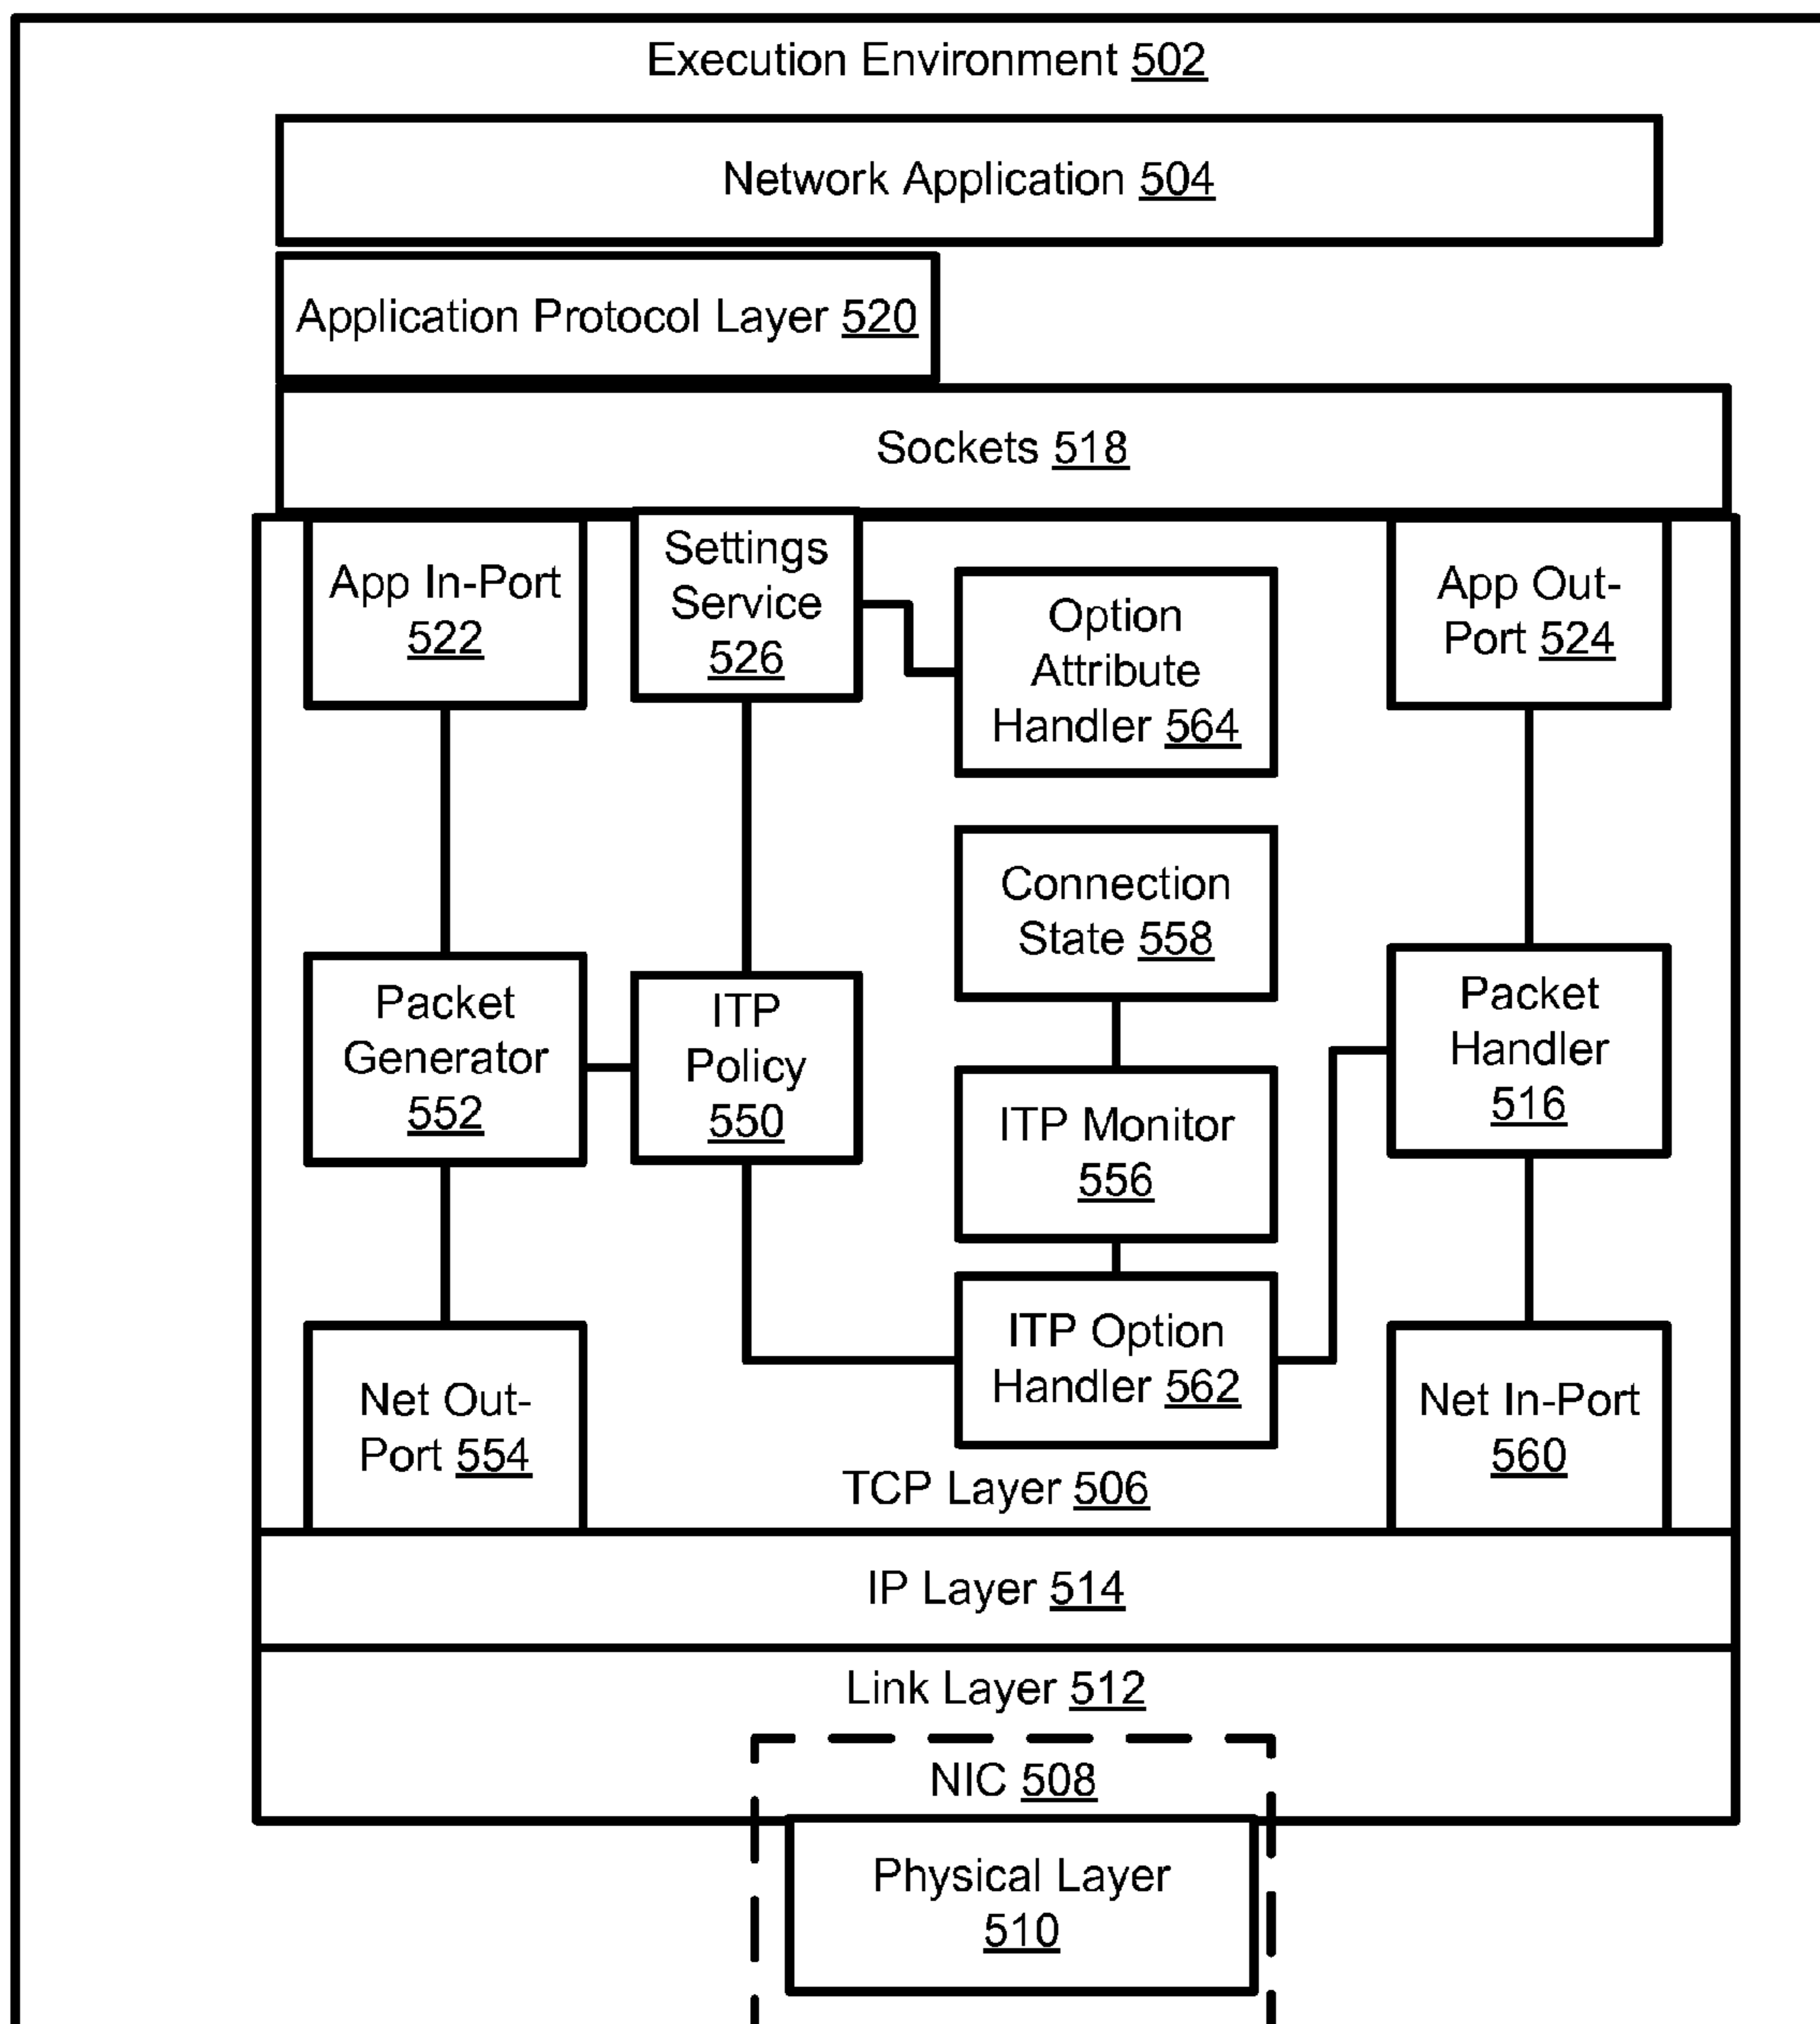 Execution Environment 502
Network Application 504
Application Protocol Layer 520
Sockets 518
App In-Port
522
Settings
Service
526
Option
Attribute
Handler 564
App Out-
Port 524
Connection
State 558
Packet
Generator
552
ITP
Policy
550
ITP Monitor
556
Packet
Handler
516
ITP Option
Handler 562
Net Out-
Port 554
Net In-Port
560
TCP Layer 506
IP Layer 514
Link Layer 512
NIC 508
Physical Layer
510